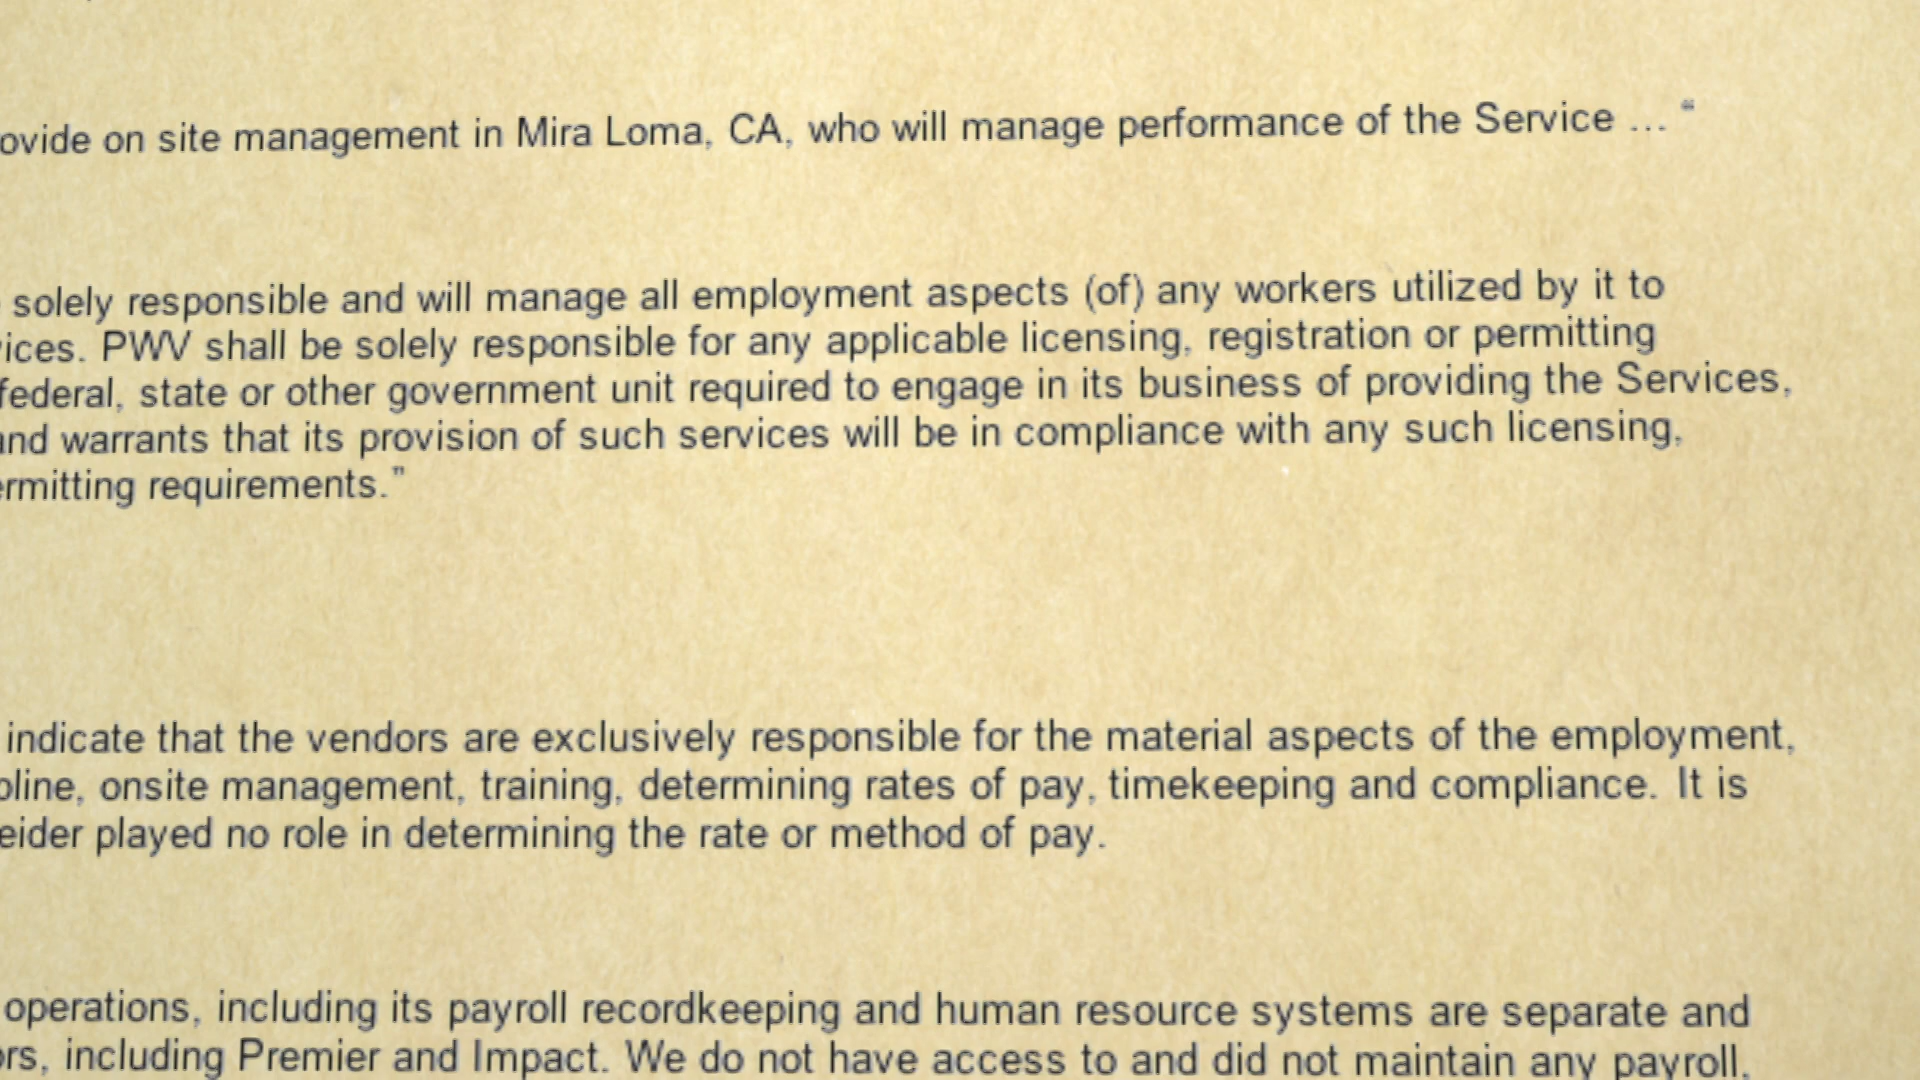 ovide on site management in Mira Loma, CA, who will manage performance of the Service ... “
solely responsible and will manage all employment aspects (of) any workers utilized by it to
ices. PWV shall be solely responsible for any applicable licensing, registration or permitting
federal, state or other government unit required to engage in its business of providing the Services,
and warrants that its provision of such services will be in compliance with any such licensing,
ermitting requirements.”
indicate that the vendors are exclusively responsible for the material aspects of the employment,
pline, onsite management, training, determining rates of pay, timekeeping and compliance. It is
eider played no role in determining the rate or method of pay.
operations, including its payroll recordkeeping and human resource systems are separate and
ors, including Premier and Impact. We do not have access to and did not maintain any payroll,